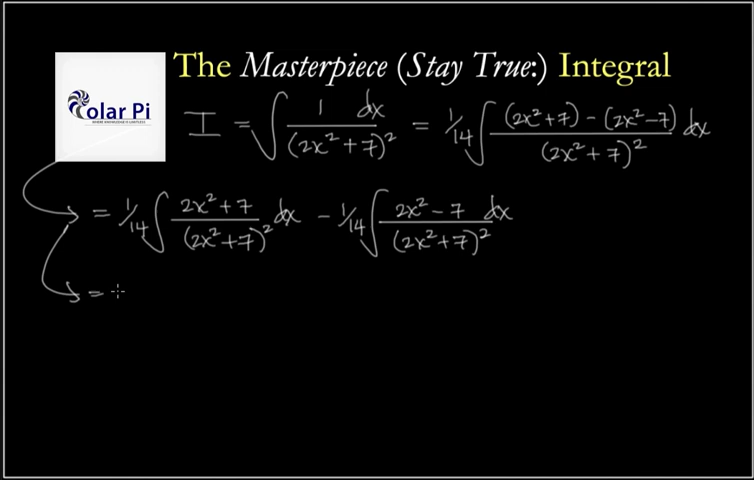 The Masterpiece (Stay True:) Integral
olar Pi
I = ∫ 1 dx / (2x² + 7)² = 1/14 ∫ (2x² + 7) − (2x² − 7) / (2x² + 7)² dx
= 1/14 ∫ 2x² + 7 / (2x² + 7)² dx − 1/14 ∫ 2x² − 7 dx / (2x² + 7)²
=